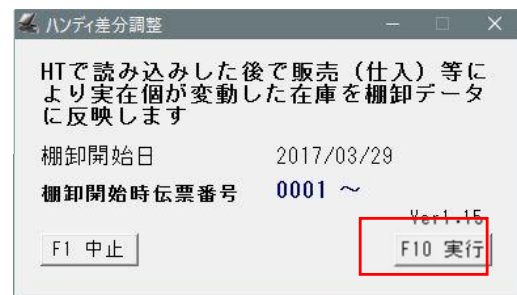 ハンディ差分調整
HTで読み込みした後で販売（仕入）等に
より実在個が変動した在庫を棚卸データ
に反映します
棚卸開始日 2017/03/29
棚卸開始時伝票番号 0001 ～
Ver1.15
F1 中止 F10 実行